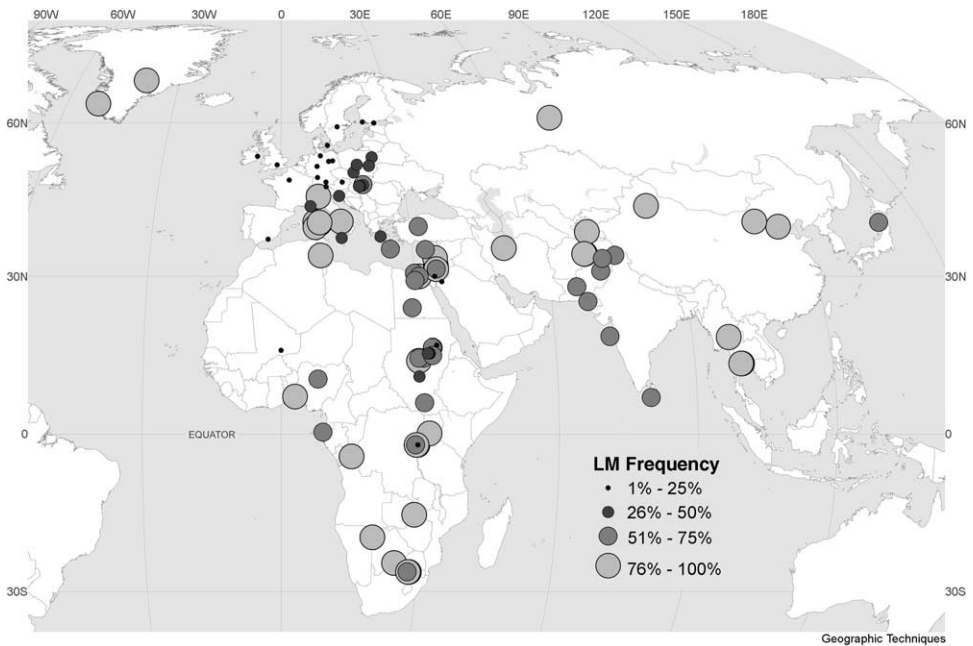 90W 60W 30W 0 30E 60E 90E 120E 150E 180E
60N 60N
30N 30N
EQUATOR
0 0
LM Frequency
1% - 25%
26% - 50%
51% - 75%
76% - 100%
30S 30S
Geographic Techniques